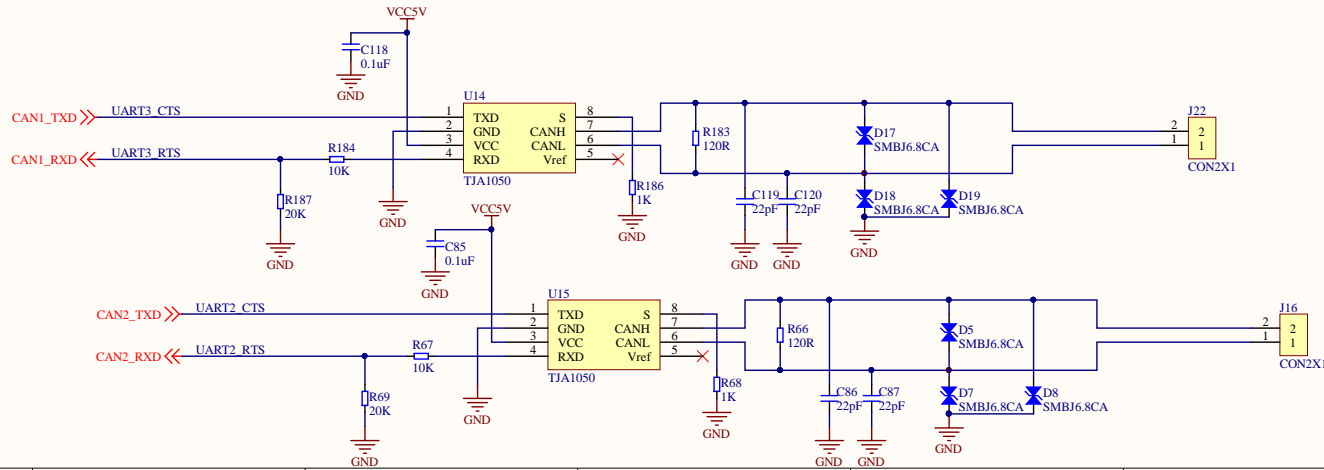 VCC5V
C118
0.1uF
GND
CAN1_TXD
UART3_CTS
CAN1_RXD
UART3_RTS
R184
10K
R187
20K
GND
GND
U14
1 TXD S 8
2 GND CANH 7
3 VCC CANL 6
4 RXD Vref 5
TJA1050
R186
1K
GND
R183
120R
C119
22pF
C120
22pF
GND
GND
D17
SMBJ6.8CA
D18
SMBJ6.8CA
D19
SMBJ6.8CA
GND
J22
2 2
1 1
CON2X1
VCC5V
C85
0.1uF
GND
CAN2_TXD
UART2_CTS
CAN2_RXD
UART2_RTS
R67
10K
R69
20K
GND
GND
U15
1 TXD S 8
2 GND CANH 7
3 VCC CANL 6
4 RXD Vref 5
TJA1050
R68
1K
GND
R66
120R
C86
22pF
C87
22pF
GND
GND
D5
SMBJ6.8CA
D7
SMBJ6.8CA
D8
SMBJ6.8CA
GND
J16
2 2
1 1
CON2X1